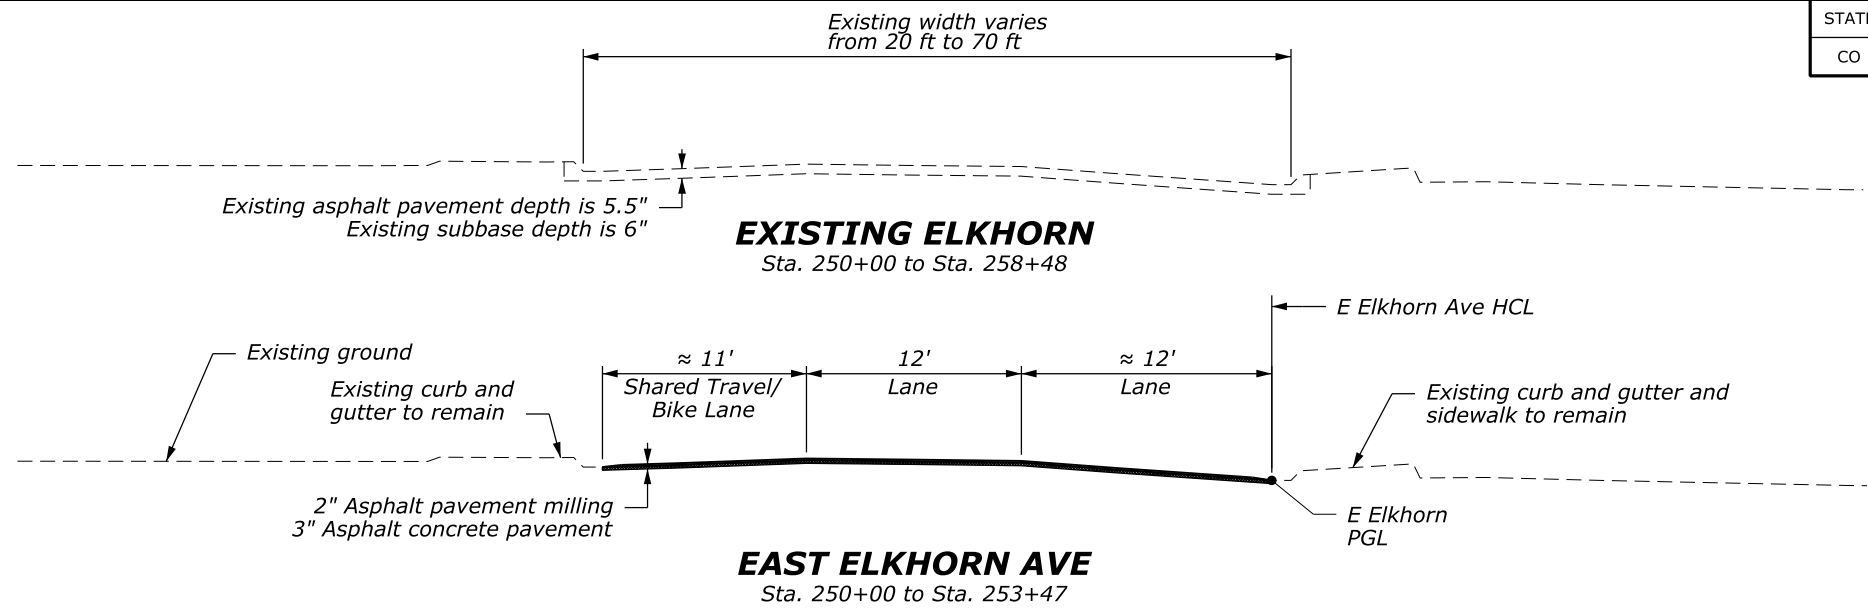 Existing width varies
from 20 ft to 70 ft
CO
Existing asphalt pavement depth is 5.5"
Existing subbase depth is 6"
EXISTING ELKHORN
Sta. 250+00 to Sta. 258+48
E Elkhorn Ave HCL
Existing ground
≈ 11'
12'
≈ 12'
Shared Travel/
Bike Lane
Lane
Lane
Existing curb and
gutter to remain
Existing curb and gutter and
sidewalk to remain
2" Asphalt pavement milling
3" Asphalt concrete pavement
E Elkhorn
PGL
EAST ELKHORN AVE
Sta. 250+00 to Sta. 253+47